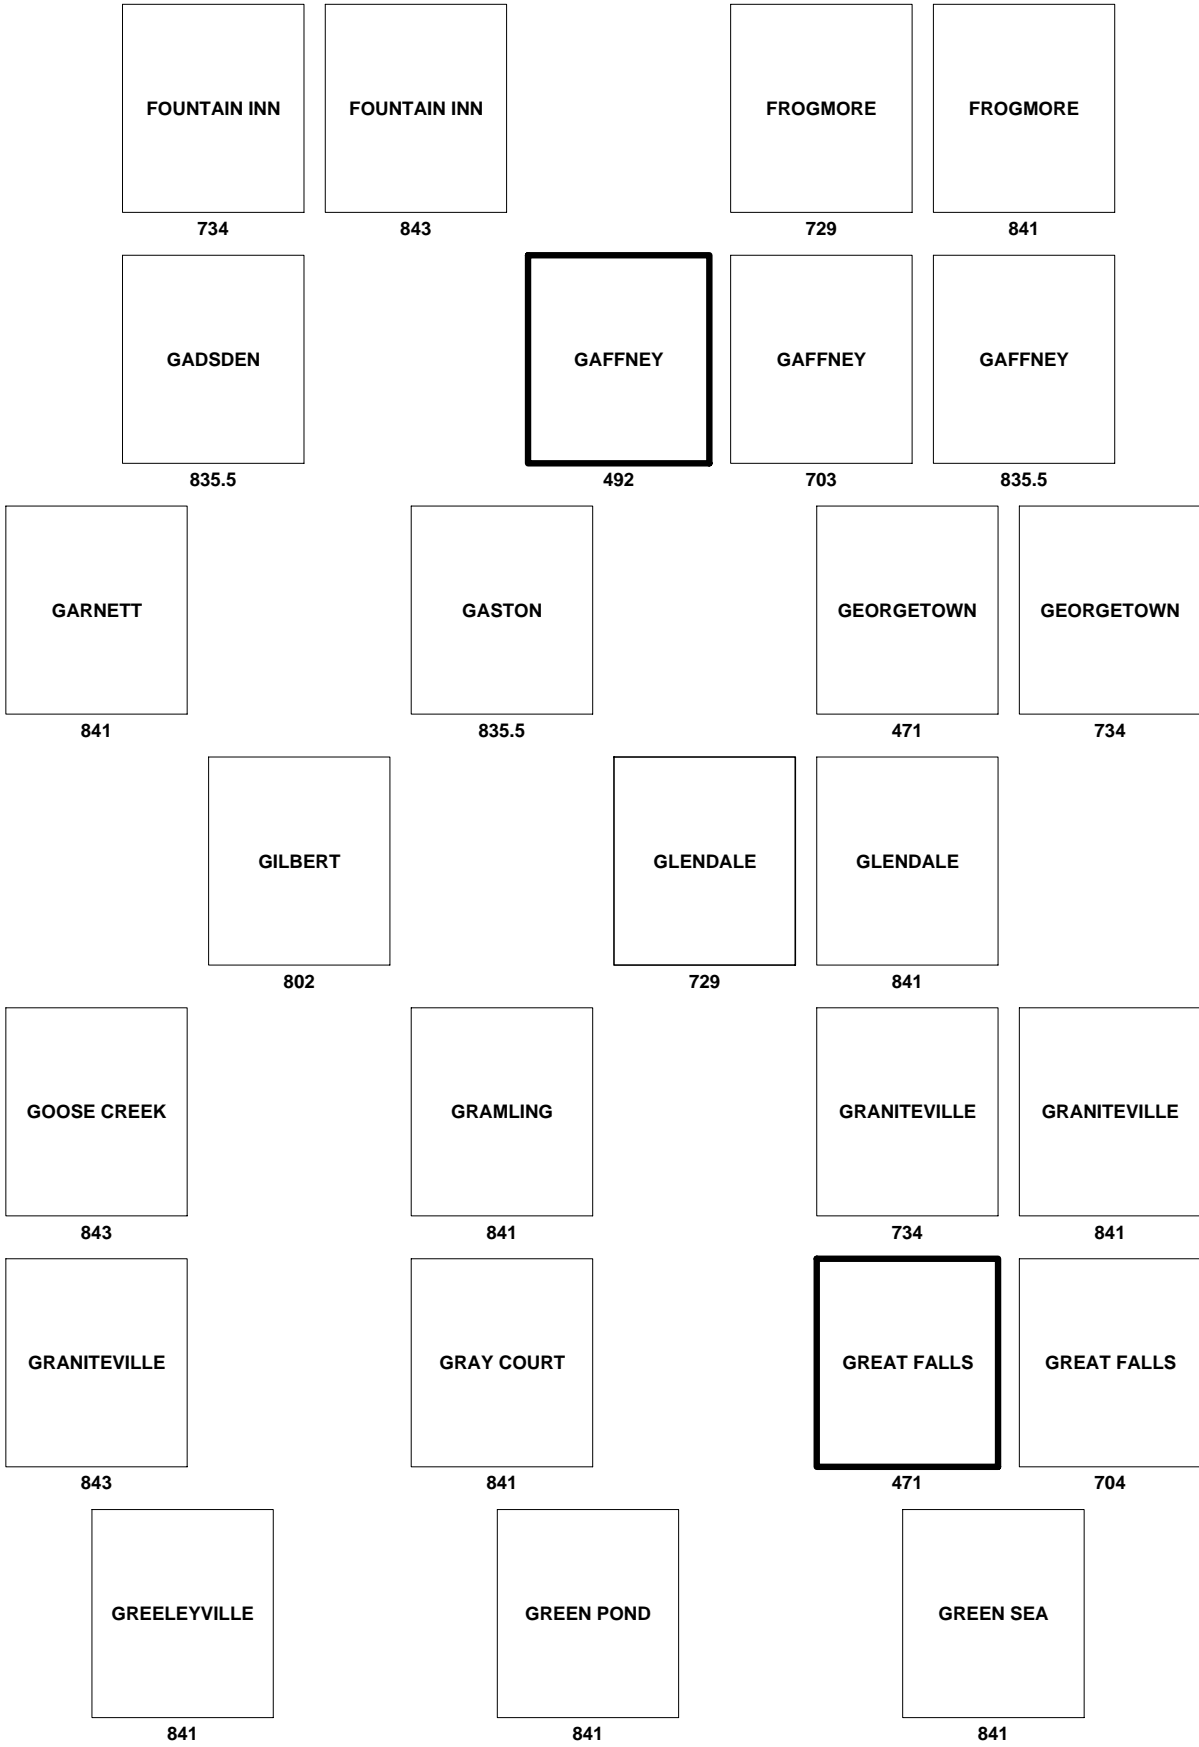 FOUNTAIN INN FOUNTAIN INN FROGMORE FROGMORE
734 843 729 841
GADSDEN GAFFNEY GAFFNEY GAFFNEY
835.5 492 703 835.5
GARNETT GASTON GEORGETOWN GEORGETOWN
841 835.5 471 734
GILBERT GLENDALE GLENDALE
802 729 841
GOOSE CREEK GRAMLING GRANITEVILLE GRANITEVILLE
843 841 734 841
GRANITEVILLE GRAY COURT GREAT FALLS GREAT FALLS
843 841 471 704
GREELEYVILLE GREEN POND GREEN SEA
841 841 841